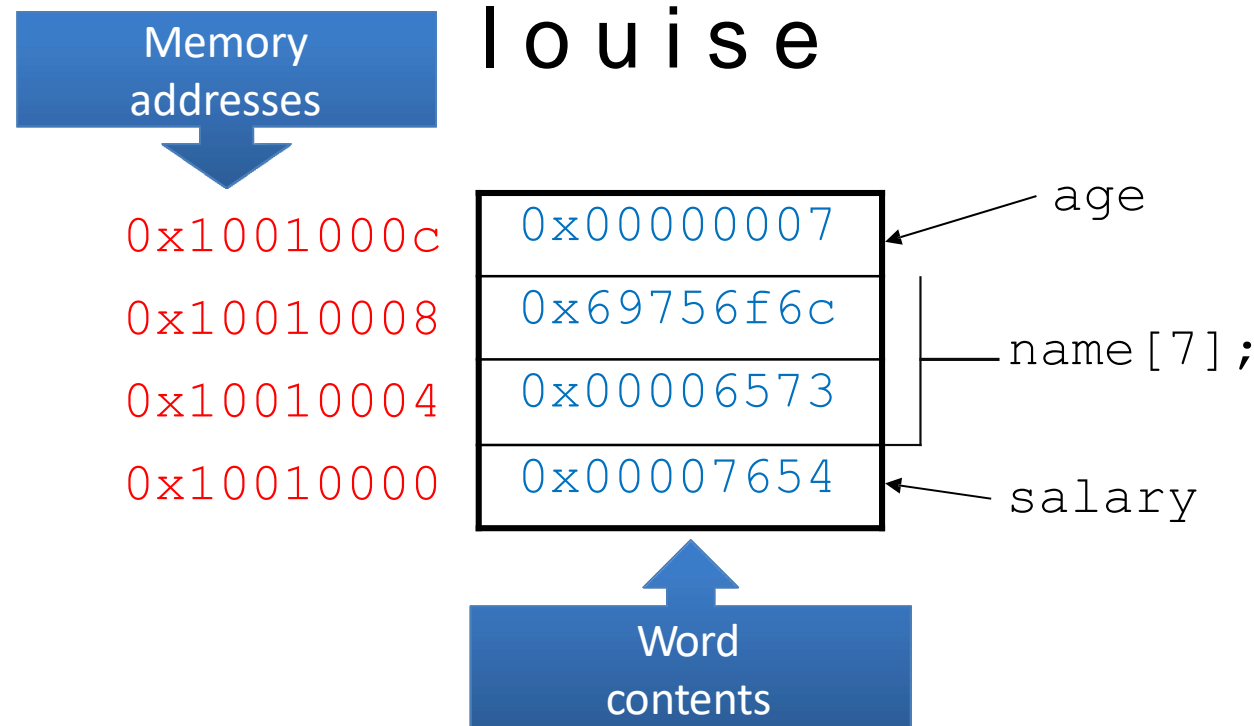 Memory
addresses
l o u i s e
0x1001000c 0x00000007 age
0x10010008 0x69756f6c
name[7];
0x10010004 0x00006573
0x10010000 0x00007654 salary
Word
contents